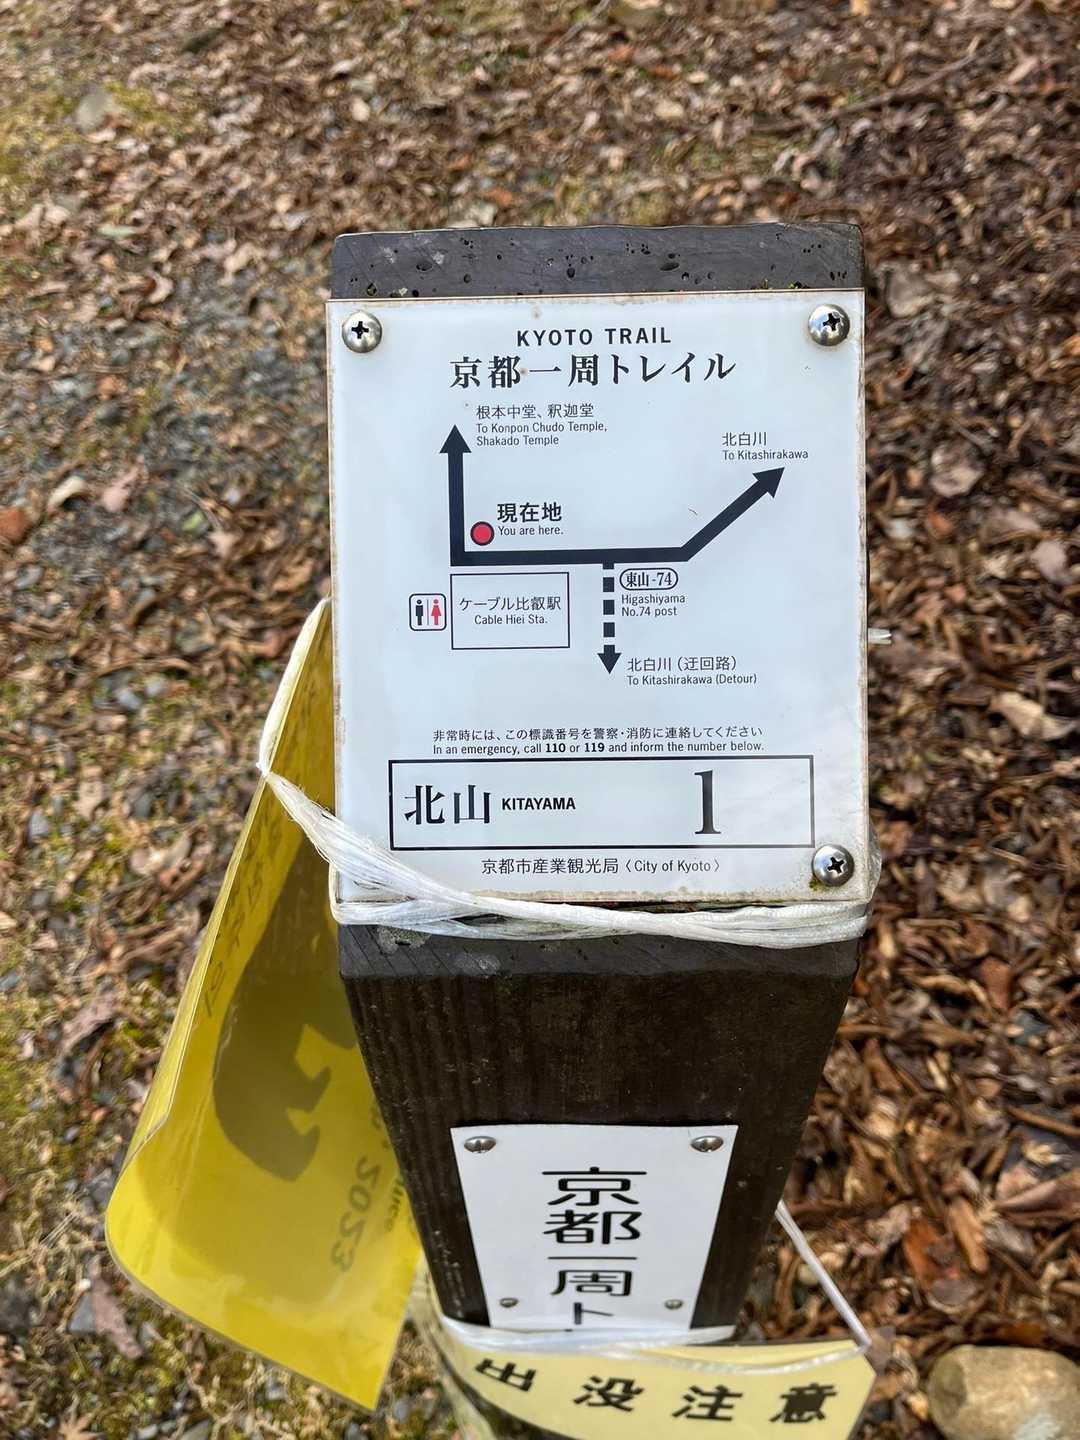 KYOTO TRAIL
京都一周トレイル
根本中堂、釈迦堂
To Konpon Chudo Temple,
Shakado Temple
北白川
To Kitashirakawa
現在地
You are here.
東山-74
Higashiyama
No.74 post
ケーブル比叡駅
Cable Hiei Sta.
北白川（迂回路）
To Kitashirakawa (Detour)
非常時には、この標識番号を警察・消防に連絡してください
In an emergency, call 110 or 119 and inform the number below.
北山 KITAYAMA 1
京都市産業観光局〈City of Kyoto〉
京都一周ト
2023
出没注意